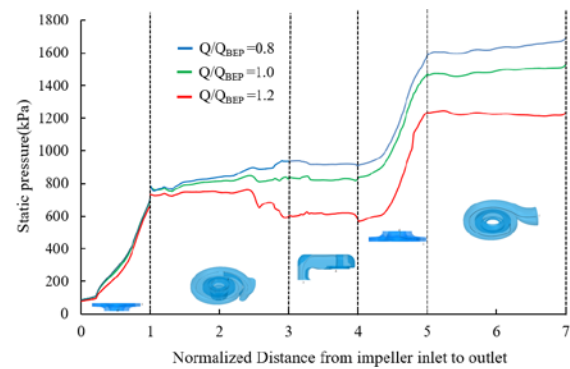 1800
1600
1400
1200
1000
800
600
400
200
0
Static pressure(kPa)
Q/QBEP =0.8
Q/QBEP =1.0
Q/QBEP =1.2
0 1 2 3 4 5 6 7
Normalized Distance from impeller inlet to outlet